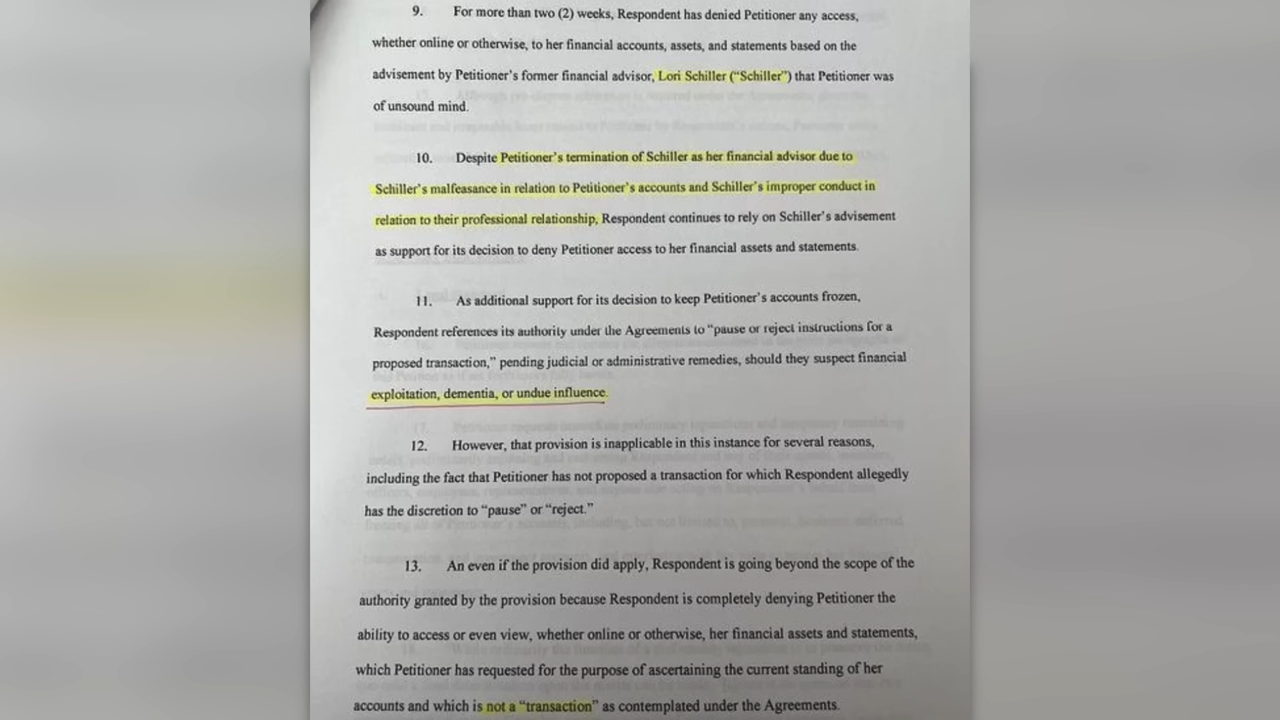 9. For more than two (2) weeks, Respondent has denied Petitioner any access,
whether online or otherwise, to her financial accounts, assets, and statements based on the
advisement by Petitioner's former financial advisor, Lori Schiller ("Schiller") that Petitioner was
of unsound mind.
10. Despite Petitioner's termination of Schiller as her financial advisor due to
Schiller's malfeasance in relation to Petitioner's accounts and Schiller's improper conduct in
relation to their professional relationship, Respondent continues to rely on Schiller's advisement
as support for its decision to deny Petitioner access to her financial assets and statements.
11. As additional support for its decision to keep Petitioner's accounts frozen,
Respondent references its authority under the Agreements to "pause or reject instructions for a
proposed transaction," pending judicial or administrative remedies, should they suspect financial
exploitation, dementia, or undue influence.
12. However, that provision is inapplicable in this instance for several reasons,
including the fact that Petitioner has not proposed a transaction for which Respondent allegedly
has the discretion to "pause" or "reject."
13. An even if the provision did apply, Respondent is going beyond the scope of the
authority granted by the provision because Respondent is completely denying Petitioner the
ability to access or even view, whether online or otherwise, her financial assets and statements,
which Petitioner has requested for the purpose of ascertaining the current standing of her
accounts and which is not a "transaction" as contemplated under the Agreements.